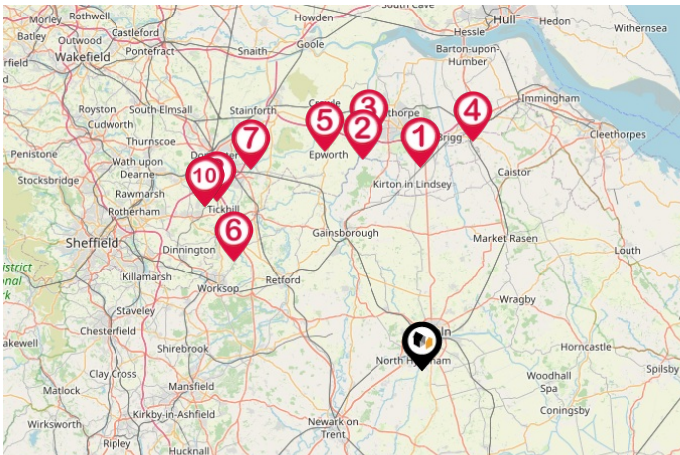 South Cave
Morley
Rothwell
Howden
Hull
Hedon
Withernsea
Batley
Outwood
Castleford
Hessle
Wakefield
Pontefract
Snaith
Goole
Barton-upon-
Humber
Royston
South Elmsall
Stainforth
Immingham
Cudworth
3
4
5
2
1
Brigg
Cleethorpes
7
Thurnscoe
Epworth
Penistone
Wath upon
Dearne
Caistor
Stocksbridge
10
Kirton in Lindsey
Rawmarsh
Rotherham
Tickhill
6
Gainsborough
Market Rasen
Sheffield
Dinnington
Louth
Killamarsh
Worksop
Retford
Staveley
Wragby
Chesterfield
Shirebrook
North H
Horncastle
Spilsby
Clay Cross
Woodhall
Spa
Matlock
Mansfield
Coningsby
Kirkby-in-Ashfield
Wirksworth
Newark on
Trent
Ripley
Hucknall